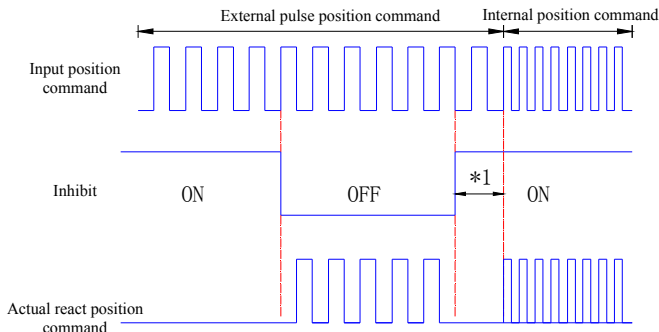 External pulse position command
Internal position command
Input position
command
Inhibit
ON
OFF
*1
ON
Actual react position
command